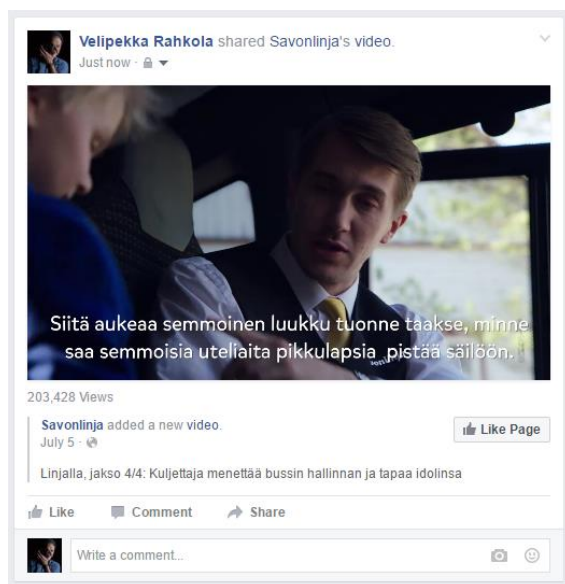 Velipekka Rahkola shared Savonlinja's video.
Just now
Siitä aukeaa semmoinen luukku tuonne taakse, minne
saa semmoisia uteliaita pikkulapsia pistää säilöön.
203,428 Views
Savonlinja added a new video.
July 5
Like Page
Linjalla, jakso 4/4: Kuljettaja menettää bussin hallinnan ja tapaa idolinsa
Like Comment Share
Write a comment...